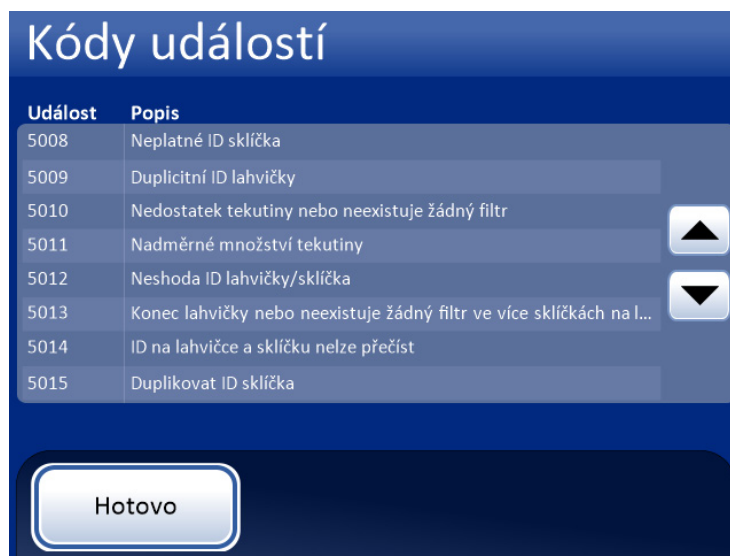 Kódy událostí
Událost Popis
5008 Neplatné ID sklíčka
5009 Duplicitní ID lahvičky
5010 Nedostatek tekutiny nebo neexistuje žádný filtr
5011 Nadměrné množství tekutiny
5012 Neshoda ID lahvičky/sklíčka
5013 Konec lahvičky nebo neexistuje žádný filtr ve více sklíčkách na l...
5014 ID na lahvičce a sklíčku nelze přečíst
5015 Duplikovat ID sklíčka
Hotovo